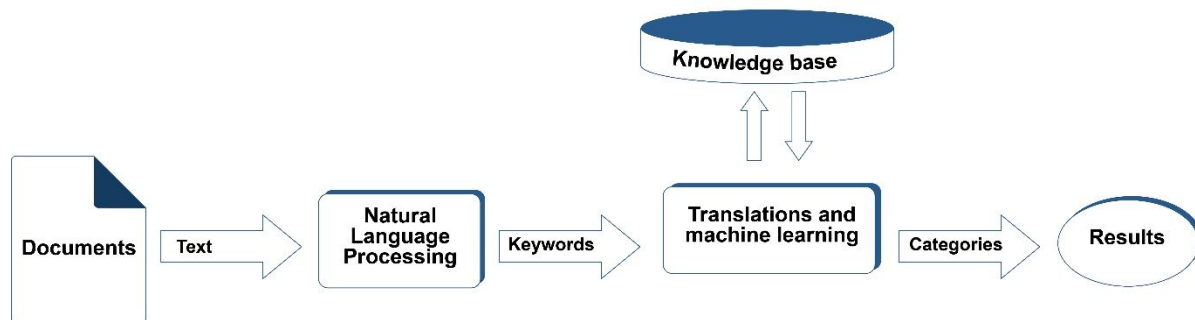 Knowledge base
Documents
Text
Natural
Language
Processing
Keywords
Translations and
machine learning
Categories
Results